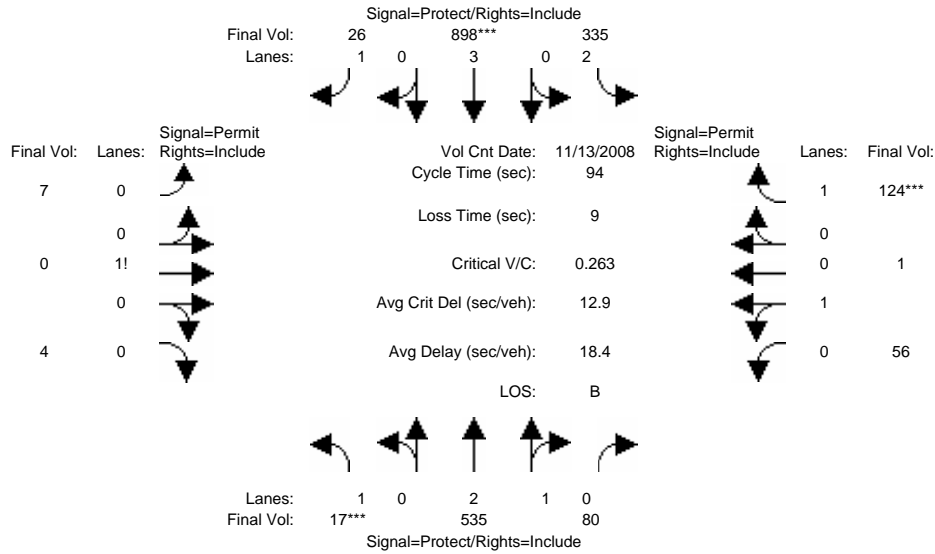 Signal=Protect/Rights=Include
Final Vol: 26 898*** 335
Lanes: 1 0 3 0 2
Signal=Permit
Final Vol: Lanes: Rights=Include
Vol Cnt Date: 11/13/2008
Signal=Permit
Rights=Include Lanes: Final Vol:
Cycle Time (sec): 94
7 0
1 124***
Loss Time (sec): 9
0
0
0 1!
Critical V/C: 0.263
0 1
0
Avg Crit Del (sec/veh): 12.9
1
4 0
Avg Delay (sec/veh): 18.4
0 56
LOS: B
Lanes: 1 0 2 1 0
Final Vol: 17*** 535 80
Signal=Protect/Rights=Include